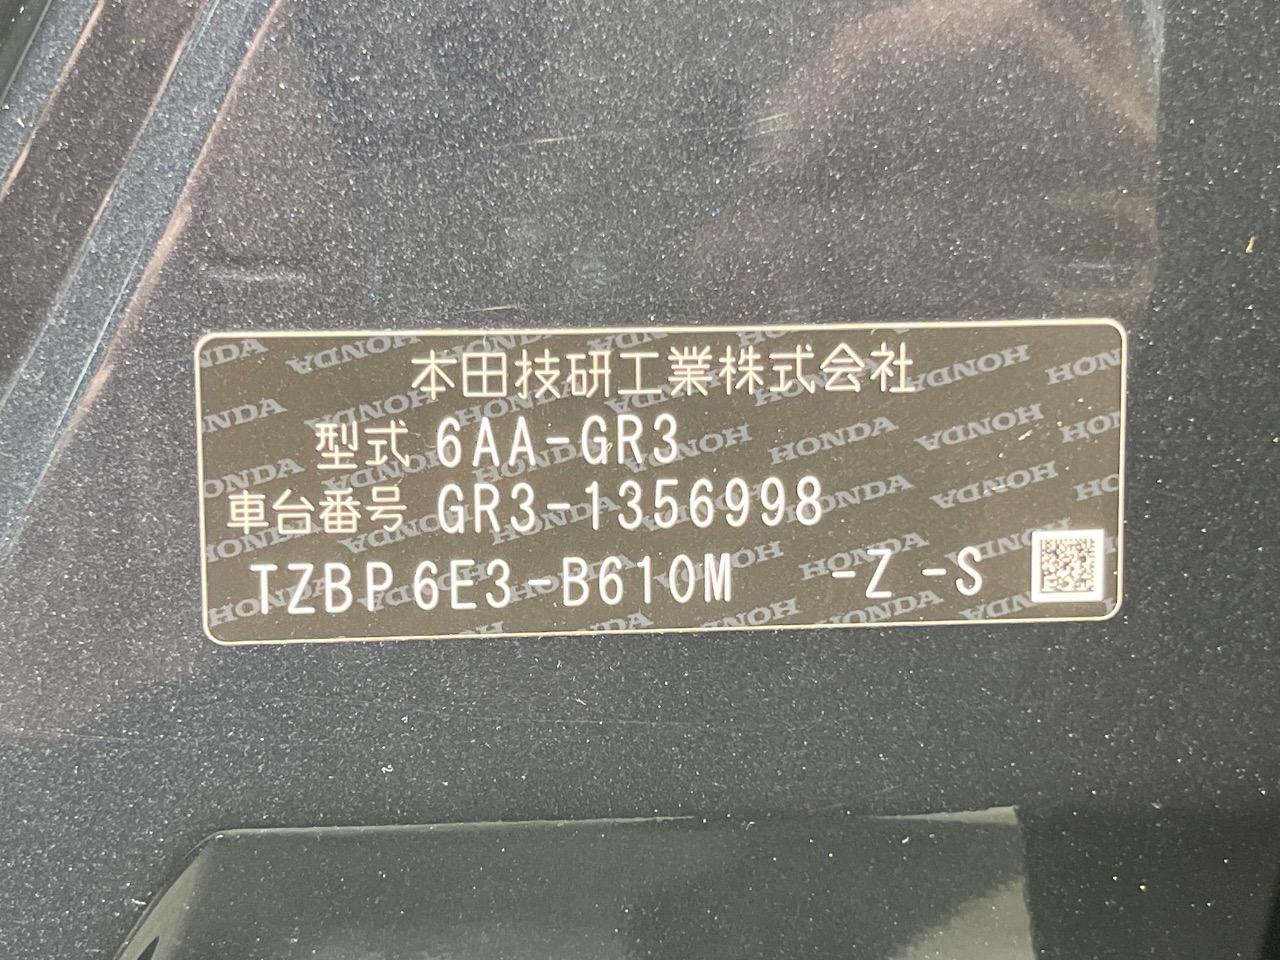 本田技研工業株式会社
型式 6AA-GR3
車台番号 GR3-1356998
TZBP6E3-B610M -Z -S